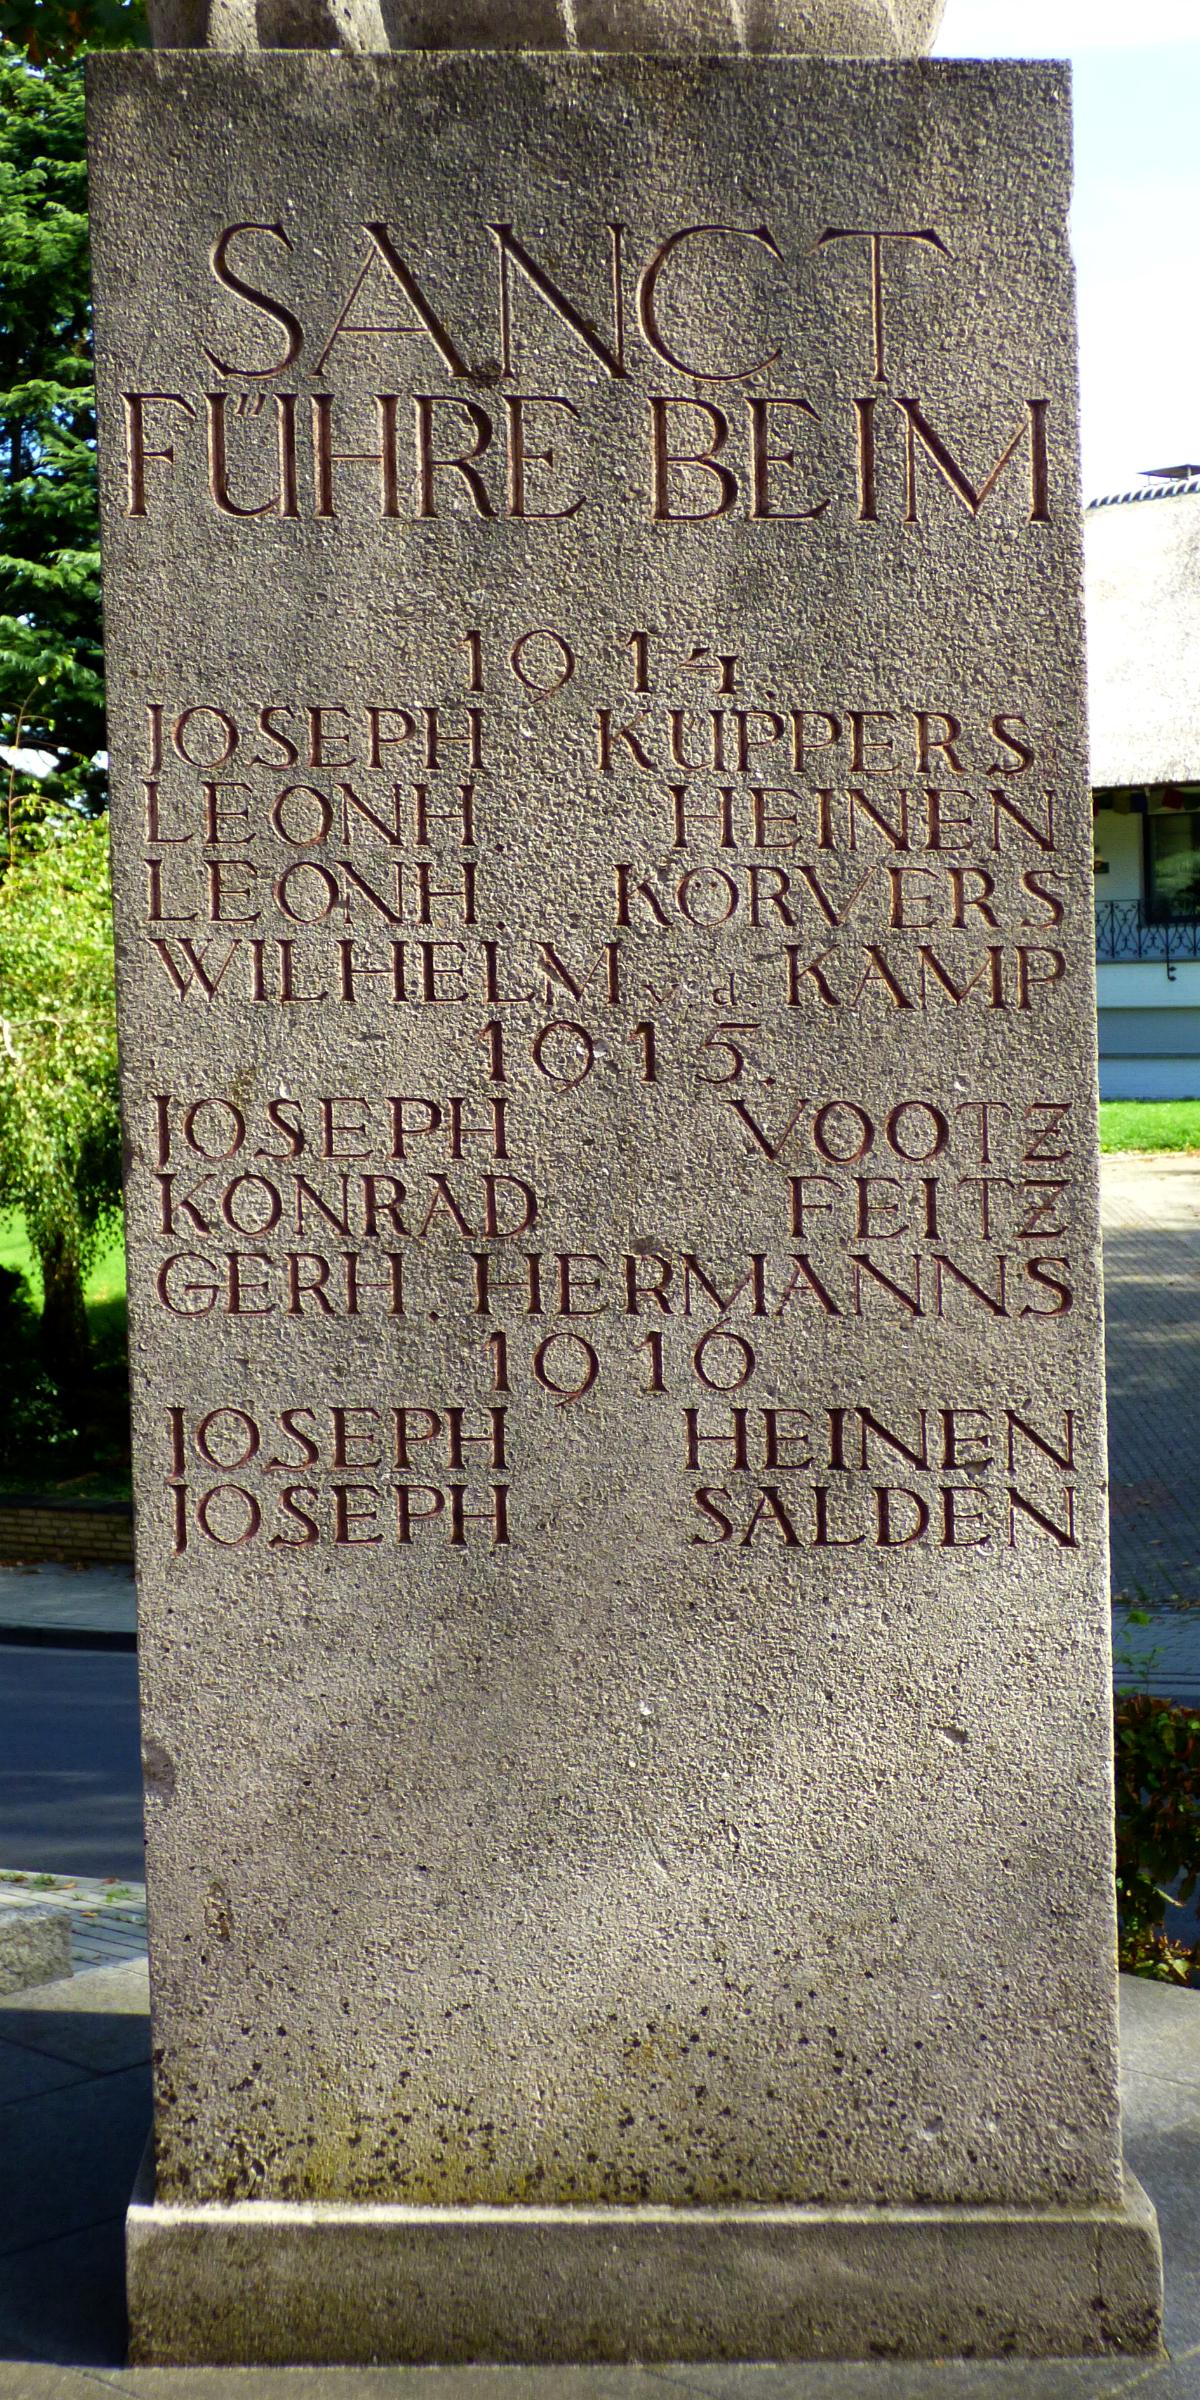 SANCT
FÜHRE BEIM
1914.
JOSEPH KÜPPERS
LEONH. HEINEN
LEONH. KÖRVERS
WILHELM v. d. KAMP
1915.
JOSEPH VOOTZ
KONRAD FEITZ
GERH. HERMANNS
1916
JOSEPH HEINEN
JOSEPH SALDEN